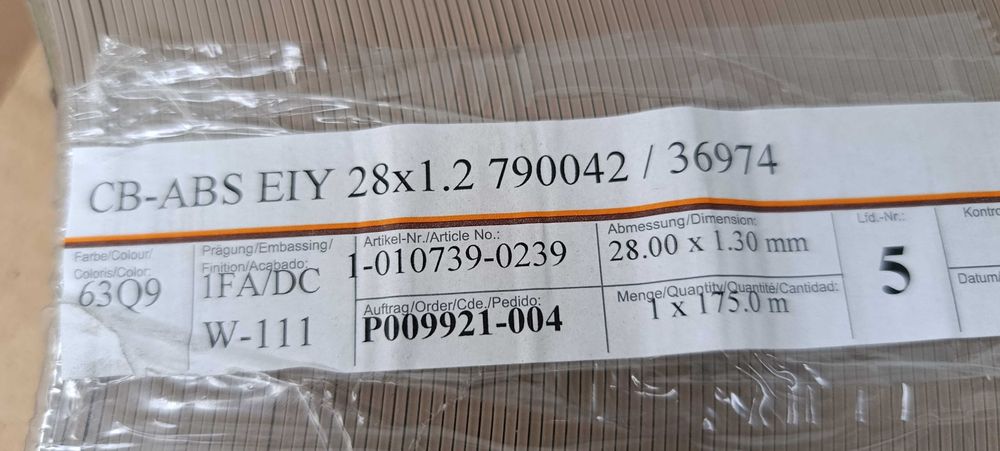 CB-ABS EIY 28x1.2 790042 / 36974
Farbe/Colour/
Coloris/Color:
63Q9
Prägung/Embassing/
Finition/Acabado:
1FA/DC
W-111
Artikel-Nr./Article No.:
1-010739-0239
Auftrag/Order/Cde./Pedido:
P009921-004
Abmessung/Dimension:
28.00 x 1.30 mm
Menge/Quantity/Quantité/Cantidad:
1 x 175.0 m
Lfd.-Nr.:
5
Kontro
Datum/